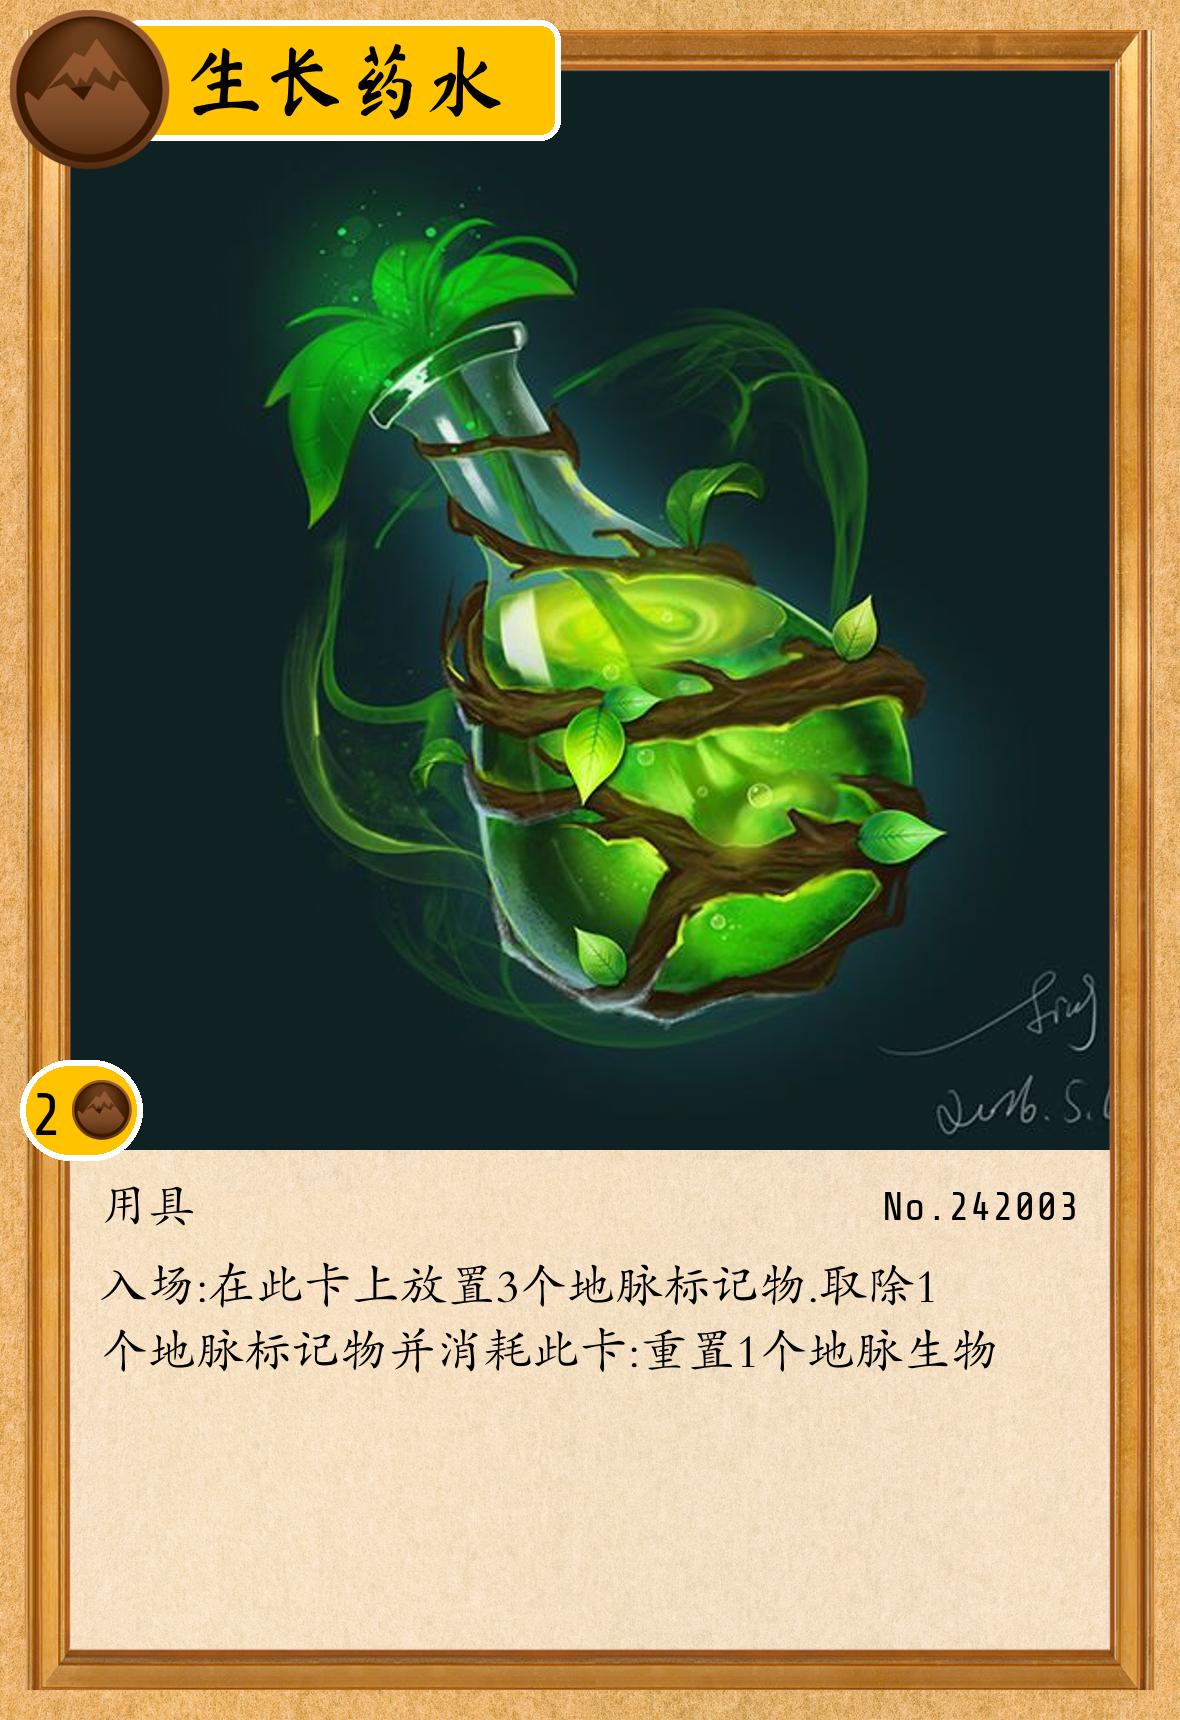 生长药水
2
用具
No.242003
入场:在此卡上放置3个地脉标记物.取除1
个地脉标记物并消耗此卡:重置1个地脉生物